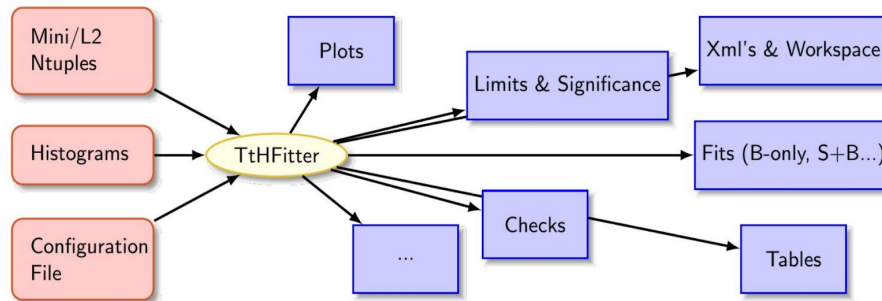 Mini/L2
Ntuples
Plots
Xml's & Workspace
Limits & Significance
Histograms
TtHFitter
Fits (B-only, S+B...)
Configuration
File
...
Checks
Tables